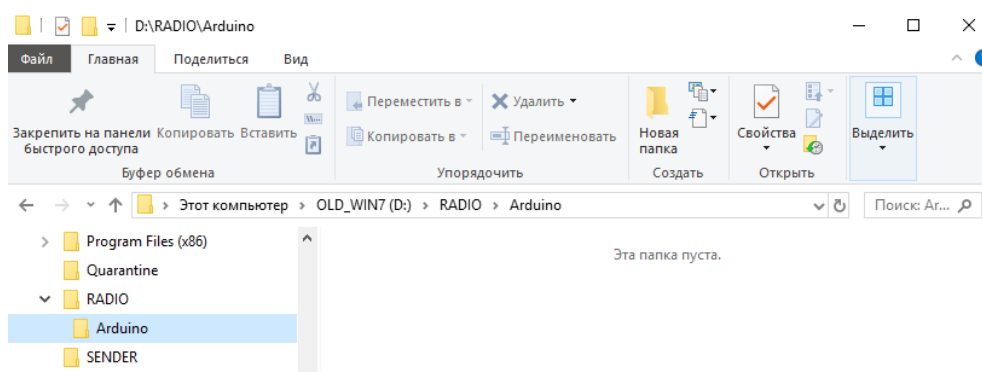 D:\RADIO\Arduino
Файл Главная Поделиться Вид
Закрепить на панели быстрого доступа
Копировать
Вставить
Переместить в
Копировать в
Удалить
Переименовать
Новая папка
Свойства
Выделить
Буфер обмена
Упорядочить
Создать
Открыть
Этот компьютер > OLD_WIN7 (D:) > RADIO > Arduino
Поиск: Ar...
Program Files (x86)
Эта папка пуста.
Quarantine
RADIO
Arduino
SENDER